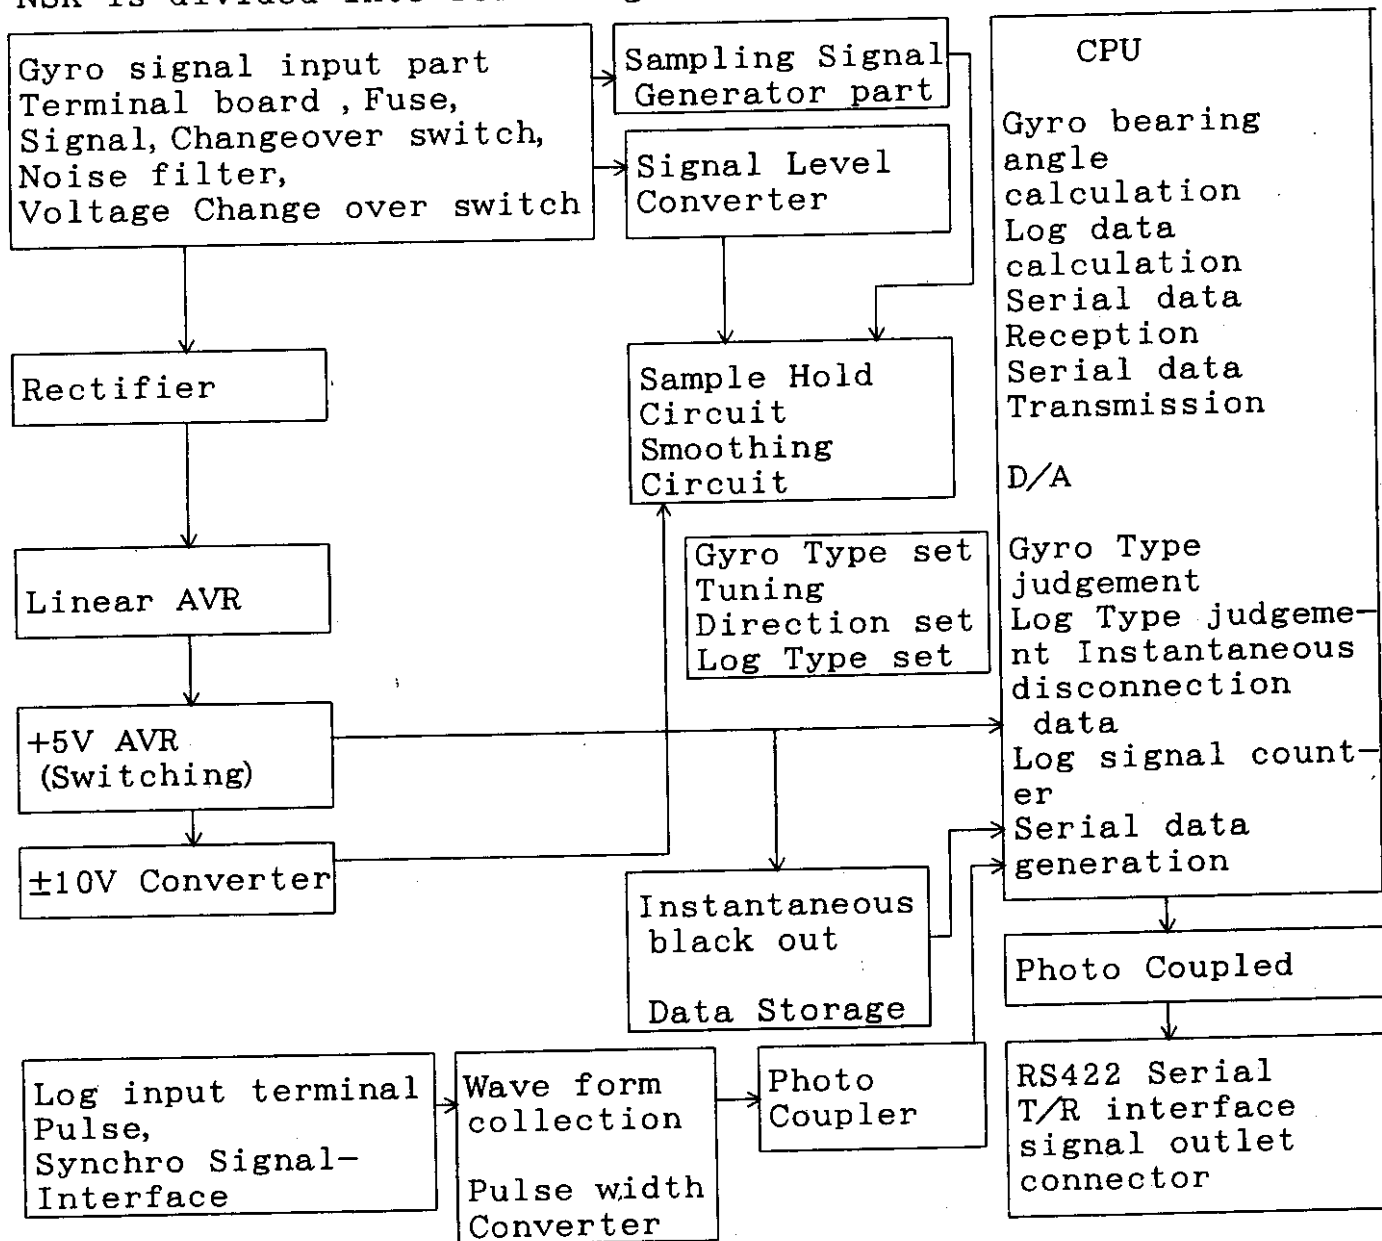 Gyro signal input part
Terminal board , Fuse,
Signal, Changeover switch,
Noise filter,
Voltage Change over switch
Sampling Signal
Generator part
Signal Level
Converter
CPU
Gyro bearing
angle
calculation
Log data
calculation
Serial data
Reception
Serial data
Transmission
D/A
Gyro Type
judgement
Log Type judgeme-
nt Instantaneous
disconnection
data
Log signal count-
er
Serial data
generation
Rectifier
Sample Hold
Circuit
Smoothing
Circuit
Linear AVR
Gyro Type set
Tuning
Direction set
Log Type set
+5V AVR
(Switching)
±10V Converter
Instantaneous
black out
Data Storage
Photo Coupled
Log input terminal
Pulse,
Synchro Signal-
Interface
Wave form
collection
Pulse width
Converter
Photo
Coupler
RS422 Serial
T/R interface
signal outlet
connector